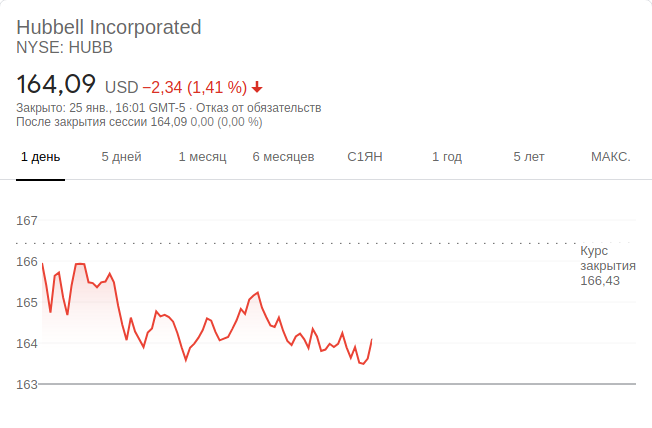 Hubbell Incorporated
NYSE: HUBB
164,09 USD −2,34 (1,41 %)
Закрыто: 25 янв., 16:01 GMT-5 · Отказ от обязательств
После закрытия сессии 164,09 0,00 (0,00 %)
1 день 5 дней 1 месяц 6 месяцев С1ЯН 1 год 5 лет МАКС.
167
166
165
164
163
Курс
закрытия
166,43